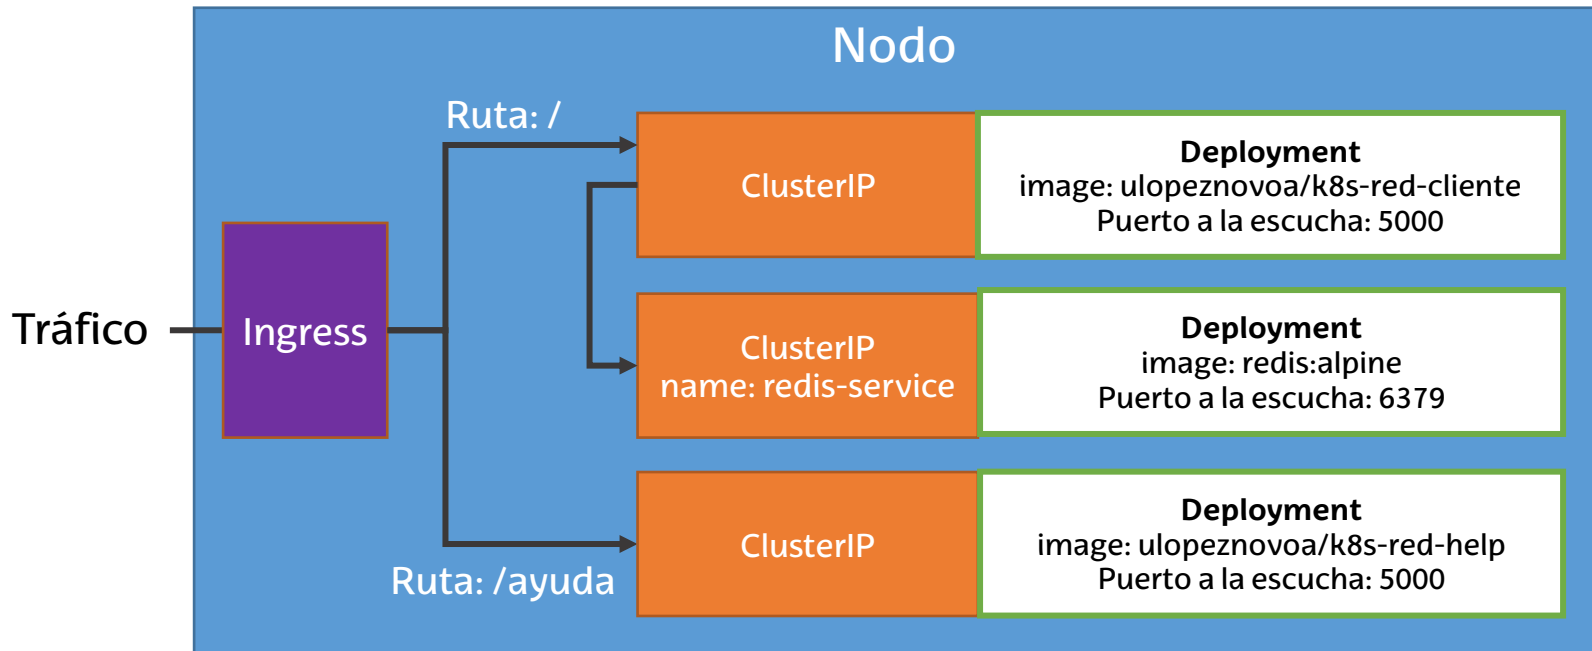 Nodo
Ruta: /
ClusterIP
Deployment
image: ulopeznovoa/k8s-red-cliente
Puerto a la escucha: 5000
Tráfico
Ingress
ClusterIP
name: redis-service
Deployment
image: redis:alpine
Puerto a la escucha: 6379
Ruta: /ayuda
ClusterIP
Deployment
image: ulopeznovoa/k8s-red-help
Puerto a la escucha: 5000